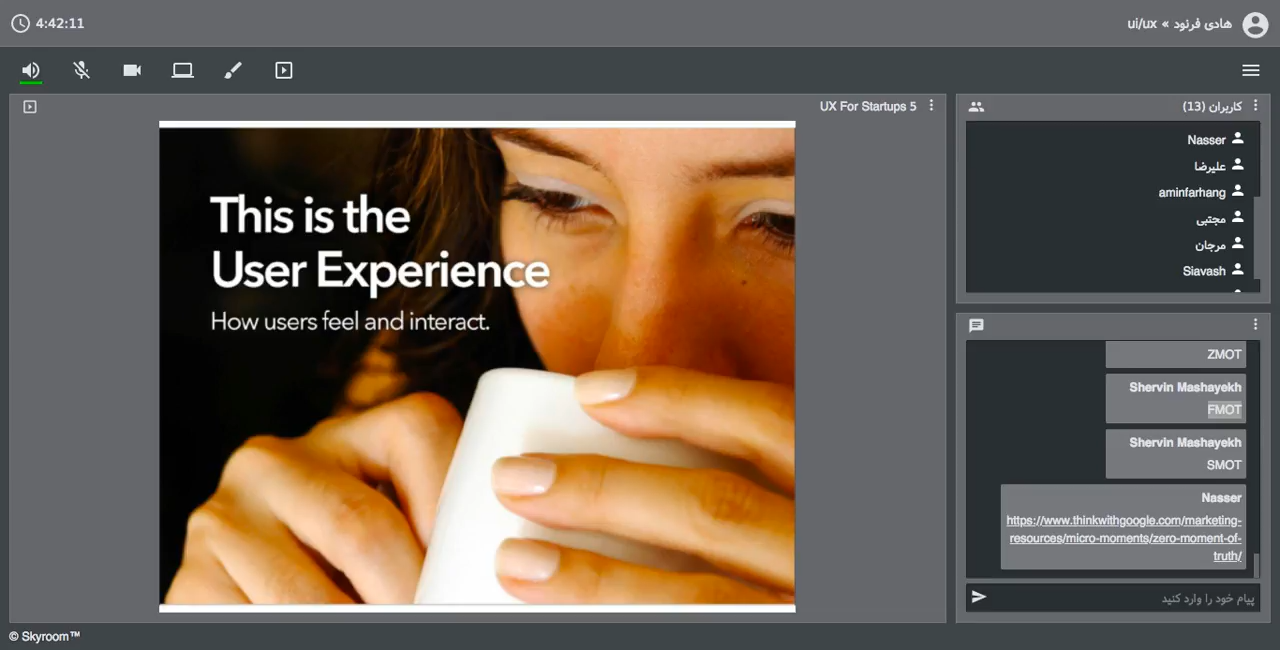 4:42:11
هادی فرنود » ui/ux
UX For Startups 5
This is the
User Experience
How users feel and interact.
کاربران (13)
Nasser
علیرضا
aminfarhang
مجتبی
مرجان
Siavash
ZMOT
Shervin Mashayekh
FMOT
Shervin Mashayekh
SMOT
Nasser
https://www.thinkwithgoogle.com/marketing-
resources/micro-moments/zero-moment-of-
truth/
پیام خود را وارد کنید
© Skyroom™